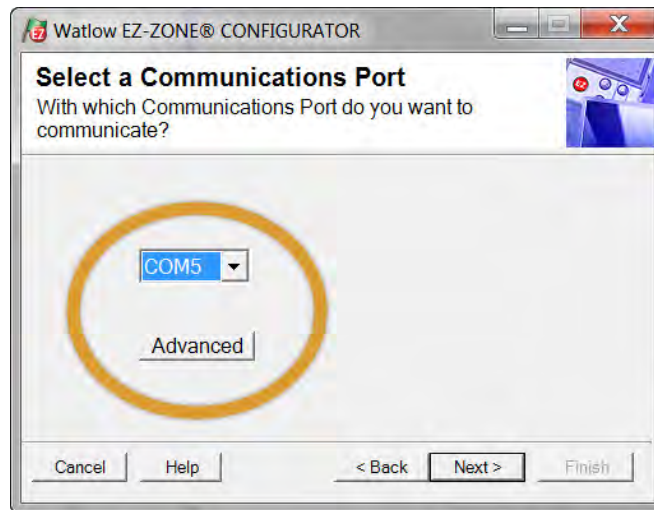 Watlow EZ-ZONE® CONFIGURATOR
Select a Communications Port
With which Communications Port do you want to
communicate?
COM5
Advanced
Cancel Help < Back Next > Finish